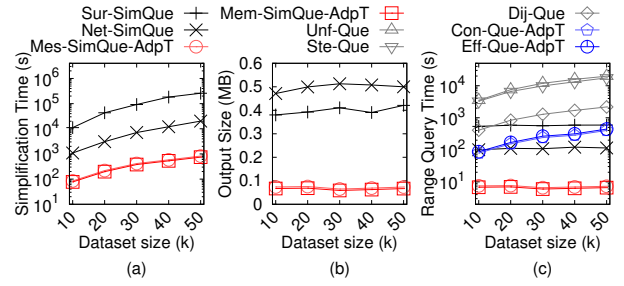 Sur-SimQue
Net-SimQue
Mes-SimQue-AdpT
Mem-SimQue-AdpT
Unf-Que
Ste-Que
Dij-Que
Con-Que-AdpT
Eff-Que-AdpT
Simplification Time (s)
10^6
10^5
10^4
10^3
10^2
10^1
10 20 30 40 50
Dataset size (k)
(a)
Output Size (MB)
0.6
0.5
0.4
0.3
0.2
0.1
0
10 20 30 40 50
Dataset size (k)
(b)
Range Query Time (s)
10^4
10^3
10^2
10^1
10 20 30 40 50
Dataset size (k)
(c)